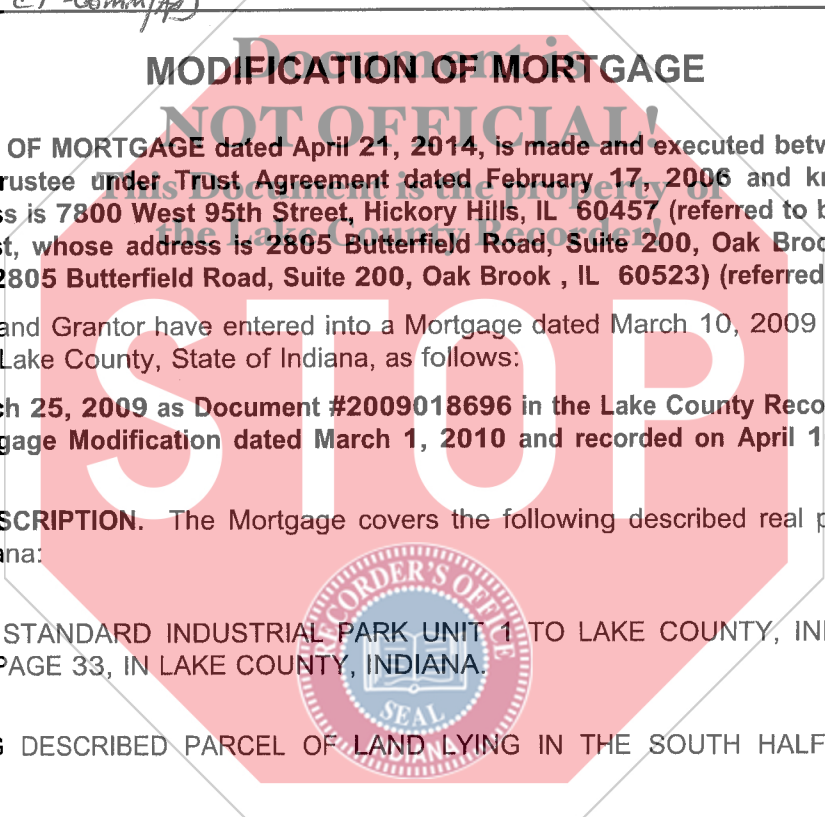 CT-Comm(AP)
MODIFICATION OF MORTGAGE
Document is
NOT OFFICIAL!
This Document is the property of
the Lake County Recorder!
OF MORTGAGE dated April 21, 2014, is made and executed betw
rustee under Trust Agreement dated February 17, 2006 and k
ss is 7800 West 95th Street, Hickory Hills, IL 60457 (referred to b
st, whose address is 2805 Butterfield Road, Suite 200, Oak Broo
2805 Butterfield Road, Suite 200, Oak Brook , IL 60523) (referred
and Grantor have entered into a Mortgage dated March 10, 2009
Lake County, State of Indiana, as follows:
ch 25, 2009 as Document #2009018696 in the Lake County Reco
gage Modification dated March 1, 2010 and recorded on April 1
STOP
SCRIPTION. The Mortgage covers the following described real p
ana:
STANDARD INDUSTRIAL PARK UNIT 1 TO LAKE COUNTY, IN
PAGE 33, IN LAKE COUNTY, INDIANA.
RECORDER'S OFFICE
SEAL
INDIANA
G DESCRIBED PARCEL OF LAND LYING IN THE SOUTH HALF